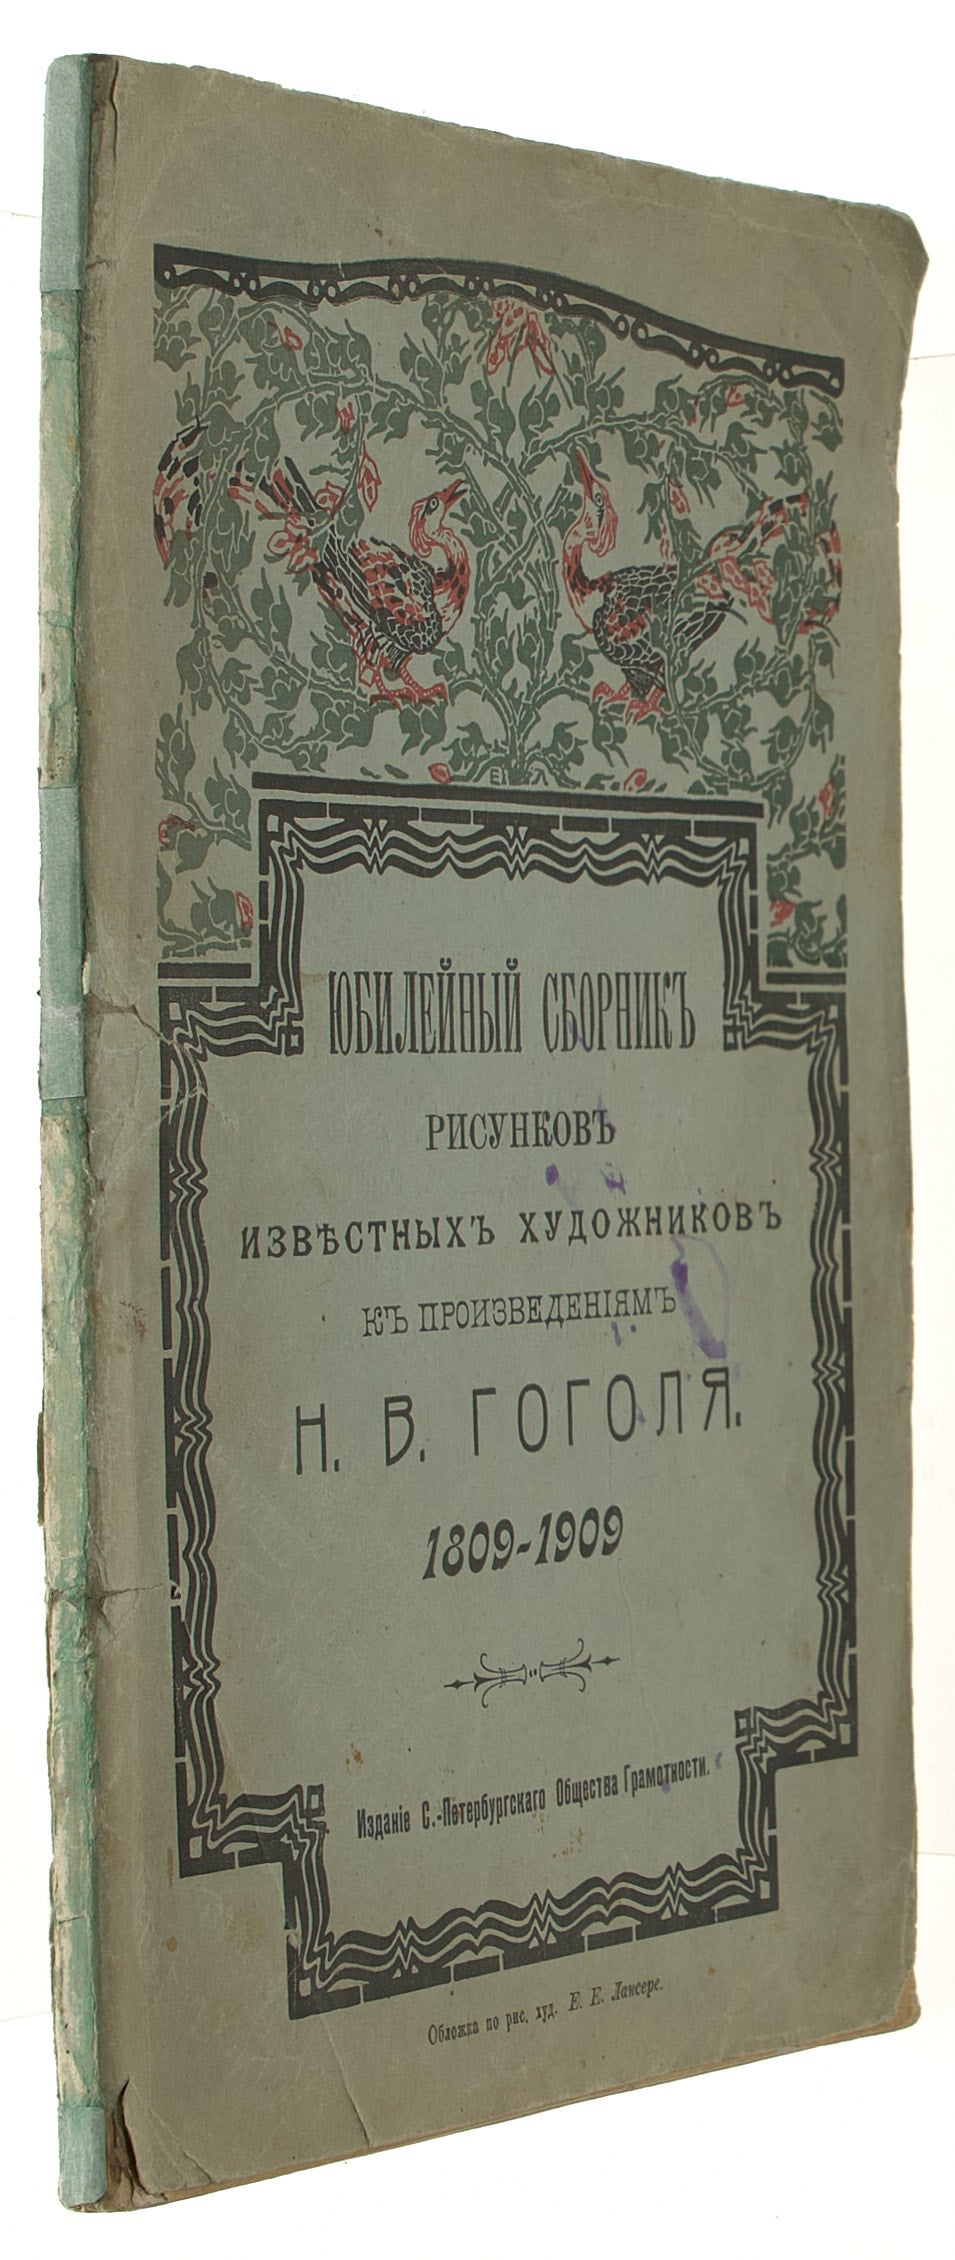 Е Л
ЮБИЛЕЙНЫЙ СБОРНИКЪ
РИСУНКОВЪ
ИЗВѢСТНЫХЪ ХУДОЖНИКОВЪ
КЪ ПРОИЗВЕДЕНІЯМЪ
Н. В. ГОГОЛЯ.
1809-1909
Изданіе С.-Петербургскаго Общества Грамотности.
Обложка по рис. худ. Е. Е. Лансере.